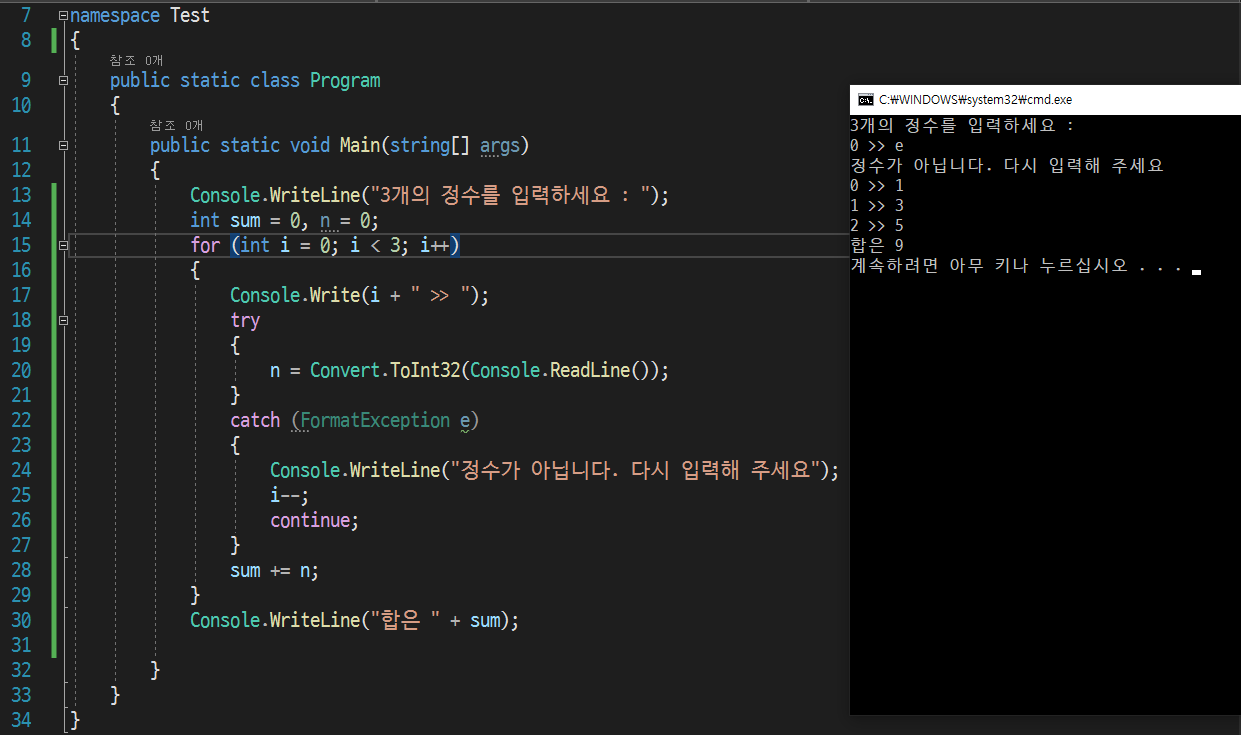 7 namespace Test
8 {
참조 0개
9 public static class Program
10 {
참조 0개
11 public static void Main(string[] args)
12 {
13 Console.WriteLine("3개의 정수를 입력하세요 : ");
14 int sum = 0, n = 0;
15 for (int i = 0; i < 3; i++)
16 {
17 Console.Write(i + " >> ");
18 try
19 {
20 n = Convert.ToInt32(Console.ReadLine());
21 }
22 catch (FormatException e)
23 {
24 Console.WriteLine("정수가 아닙니다. 다시 입력해 주세요");
25 i--;
26 continue;
27 }
28 sum += n;
29 }
30 Console.WriteLine("합은 " + sum);
31
32 }
33 }
34 }
C:₩WINDOWS₩system32₩cmd.exe
3개의 정수를 입력하세요 :
0 >> e
정수가 아닙니다. 다시 입력해 주세요
0 >> 1
1 >> 3
2 >> 5
합은 9
계속하려면 아무 키나 누르십시오 . . .